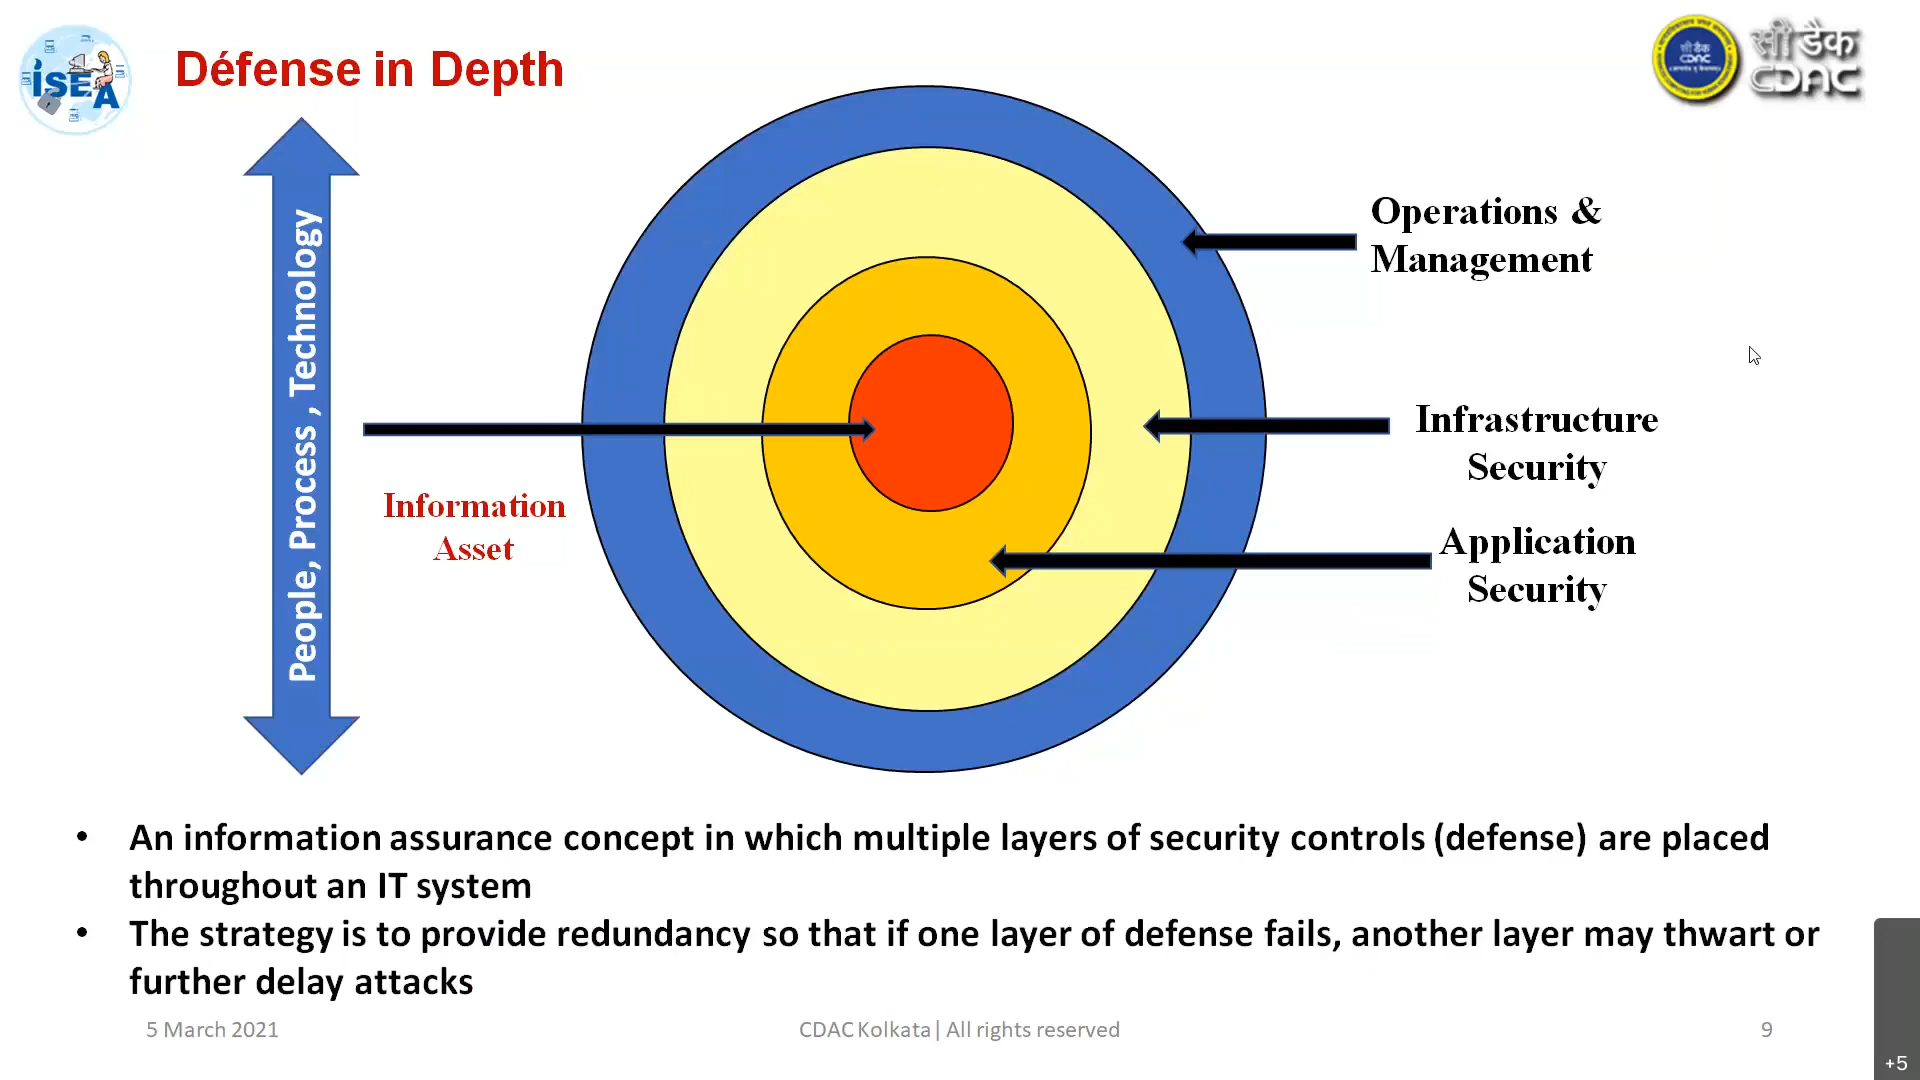 iSEA
Défense in Depth
सी डैक
CDAC
सी डैक
CDAC
People, Process , Technology
Operations &
Management
Infrastructure
Security
Information
Asset
Application
Security
• An information assurance concept in which multiple layers of security controls (defense) are placed
throughout an IT system
• The strategy is to provide redundancy so that if one layer of defense fails, another layer may thwart or
further delay attacks
5 March 2021
CDAC Kolkata| All rights reserved
9
+5